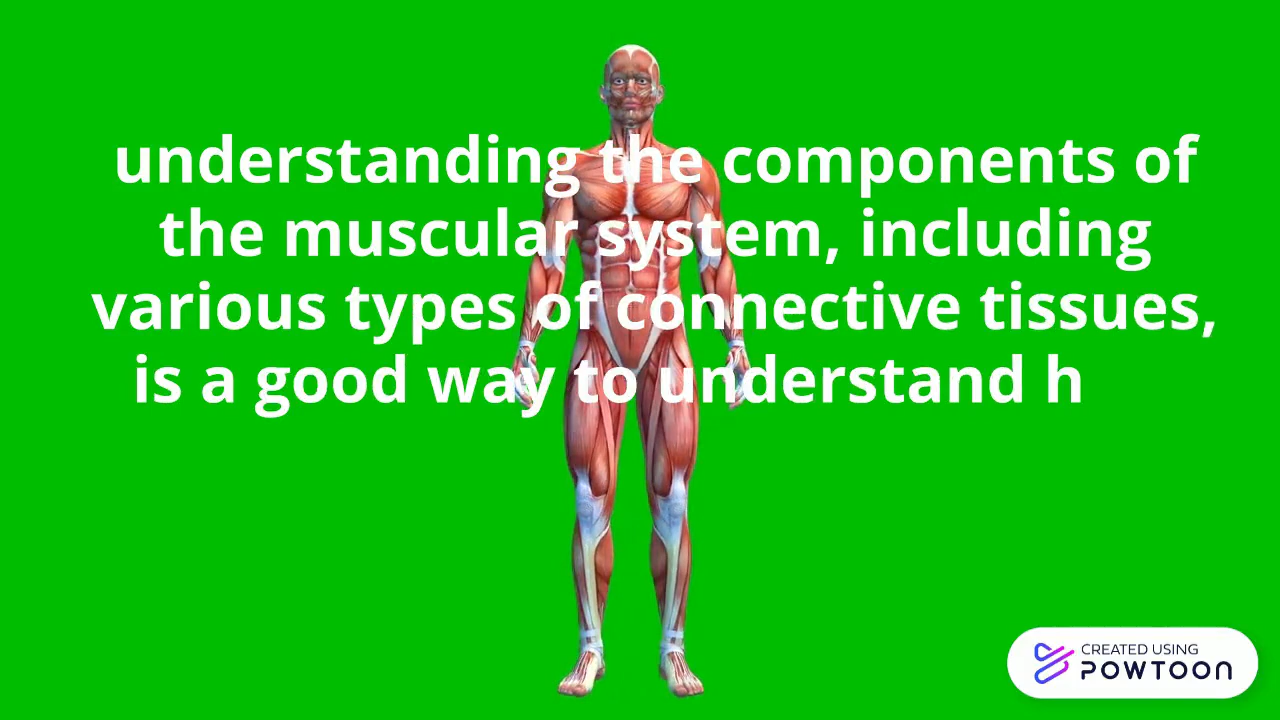 understanding the components of
the muscular system, including
various types of connective tissues,
is a good way to understand h
CREATED USING
POWTOON